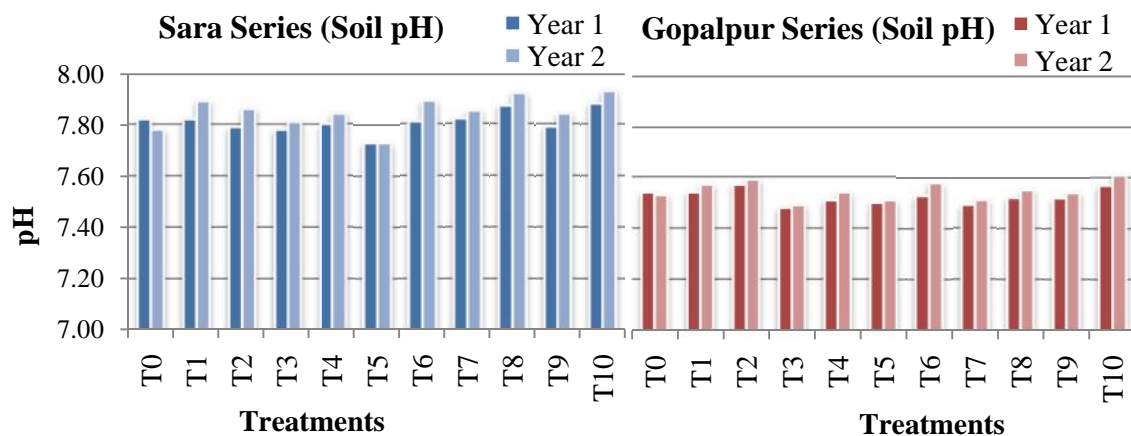 Sara Series (Soil pH)
Year 1
Year 2
8.00
7.80
7.60
7.40
7.20
7.00
pH
T0
T1
T2
T3
T4
T5
T6
T7
T8
T9
T10
Treatments
Gopalpur Series (Soil pH)
Year 1
Year 2
T0
T1
T2
T3
T4
T5
T6
T7
T8
T9
T10
Treatments